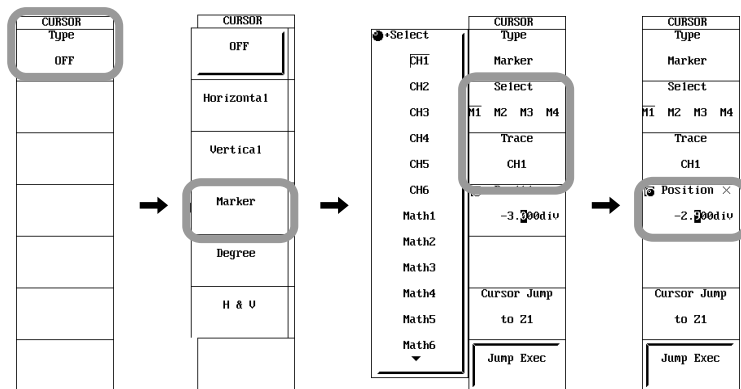 CURSOR
Type
OFF
CURSOR
OFF
Horizontal
Vertical
Marker
Degree
H & V
+Select
CH1
CH2
CH3
CH4
CH5
CH6
Math1
Math2
Math3
Math4
Math5
Math6
CURSOR
Type
Marker
Select
M1 M2 M3 M4
Trace
CH1
-3.000div
Cursor Jump
to Z1
Jump Exec
CURSOR
Type
Marker
Select
M1 M2 M3 M4
Trace
CH1
Position ×
-2.900div
Cursor Jump
to Z1
Jump Exec